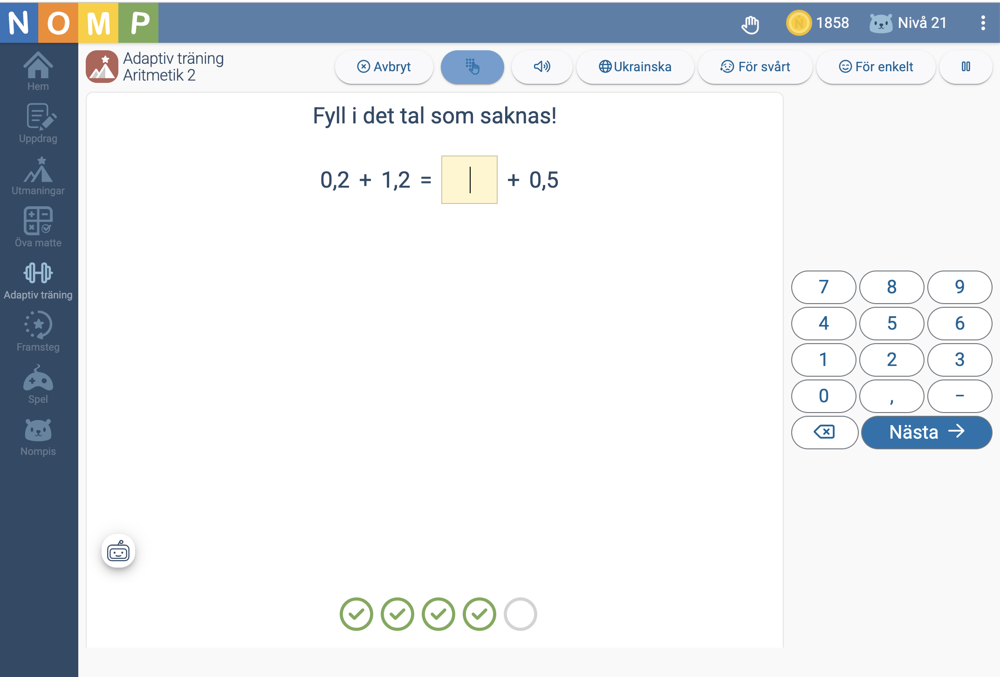 NOMP
1858
Nivå 21
Hem
Uppdrag
Utmaningar
Öva matte
Adaptiv träning
Framsteg
Spel
Nompis
Adaptiv träning
Aritmetik 2
Avbryt
Ukrainska
För svårt
För enkelt
Fyll i det tal som saknas!
0,2 + 1,2 = + 0,5
7 8 9
4 5 6
1 2 3
0 , −
Nästa →